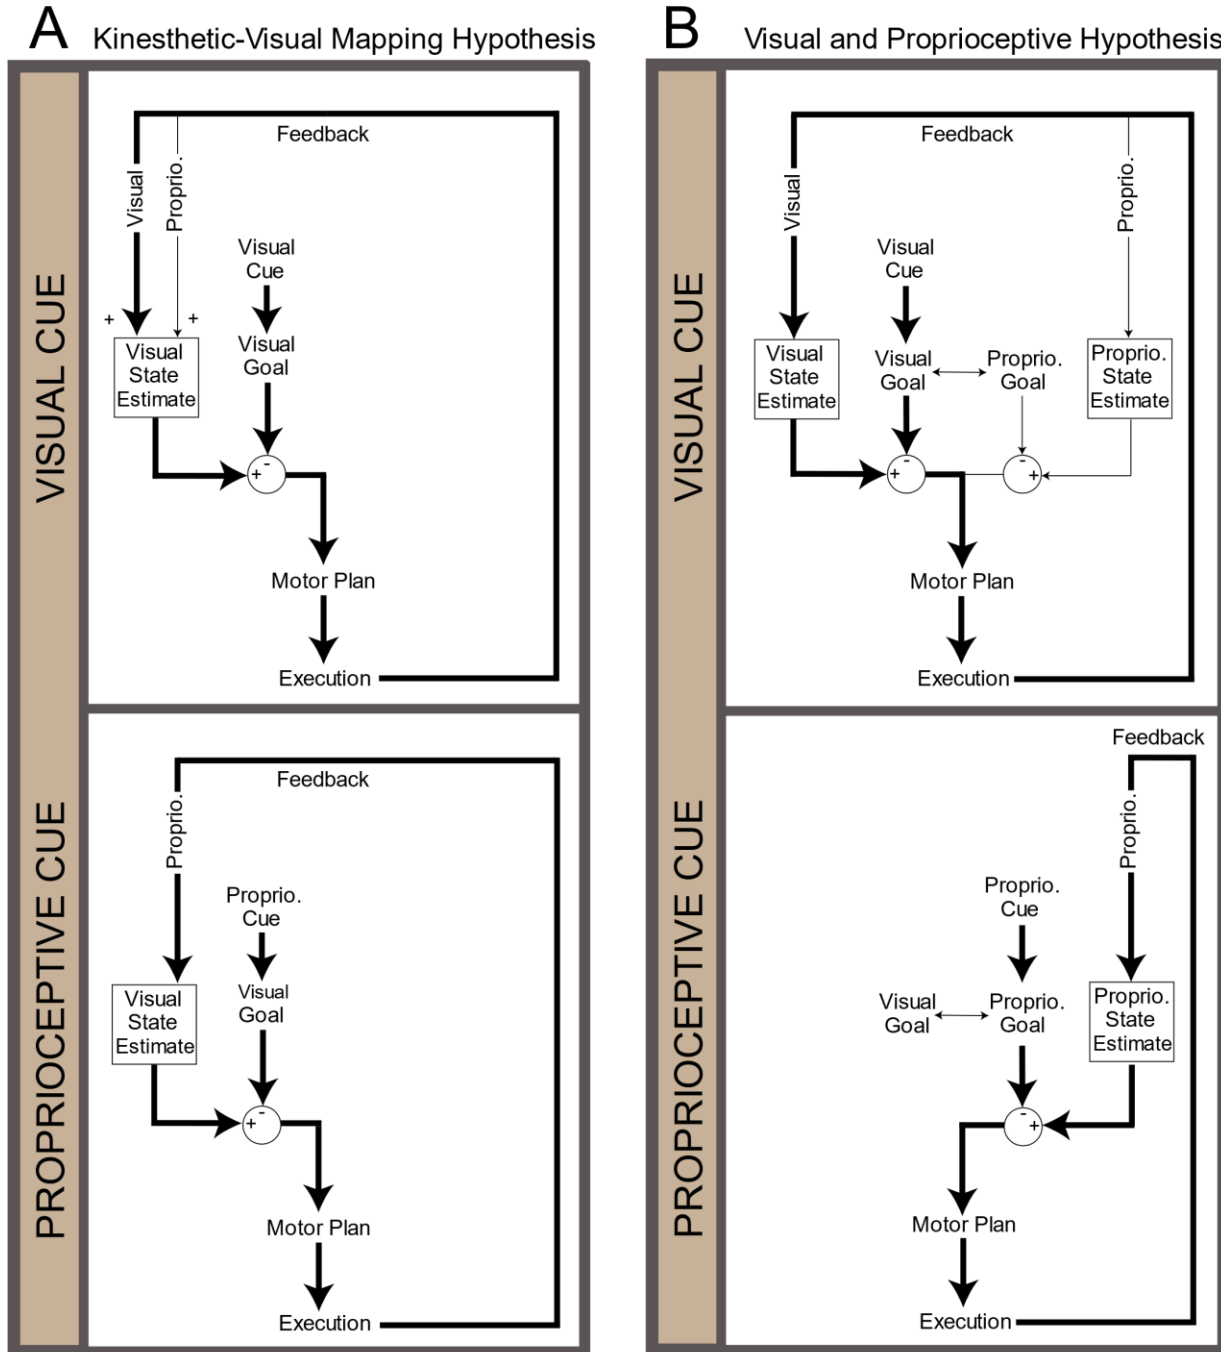 A Kinesthetic-Visual Mapping Hypothesis
VISUAL CUE
Feedback
Visual
Proprio.
Visual
Cue
+ +
Visual
Goal
Visual
State
Estimate
+ -
Motor Plan
Execution
PROPRIOCEPTIVE CUE
Feedback
Proprio.
Proprio.
Cue
Visual
Goal
Visual
State
Estimate
+ -
Motor Plan
Execution
B Visual and Proprioceptive Hypothesis
VISUAL CUE
Feedback
Visual
Proprio.
Visual
Cue
Visual
State
Estimate
Visual
Goal
Proprio.
Goal
Proprio.
State
Estimate
+ -
- +
Motor Plan
Execution
PROPRIOCEPTIVE CUE
Feedback
Proprio.
Proprio.
Cue
Visual
Goal
Proprio.
Goal
Proprio.
State
Estimate
- +
Motor Plan
Execution